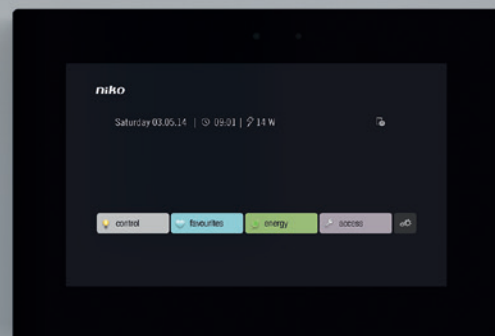 niko
Saturday 03.05.14 | 09:01 | 14 W
control favourites energy access